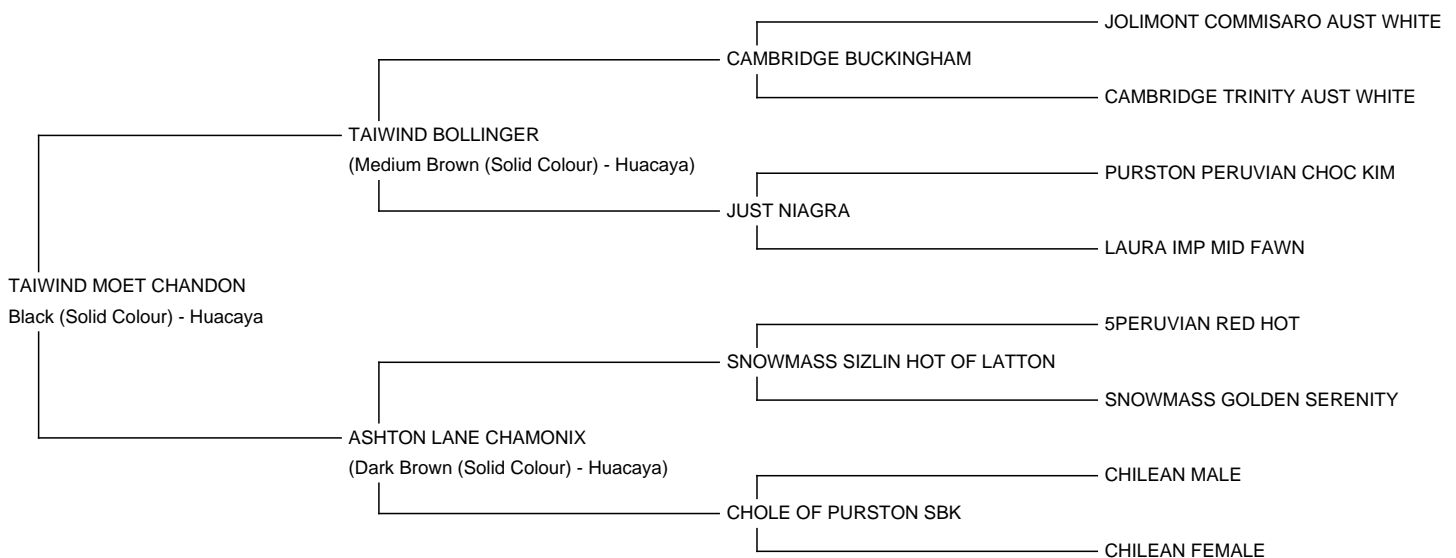 JOLIMONT COMMISARO AUST WHITE
CAMBRIDGE BUCKINGHAM
CAMBRIDGE TRINITY AUST WHITE
TAIWIND BOLLINGER
(Medium Brown (Solid Colour) - Huacaya)
PURSTON PERUVIAN CHOC KIM
JUST NIAGRA
LAURA IMP MID FAWN
TAIWIND MOET CHANDON
Black (Solid Colour) - Huacaya
5PERUVIAN RED HOT
SNOWMASS SIZLIN HOT OF LATTON
SNOWMASS GOLDEN SERENITY
ASHTON LANE CHAMONIX
(Dark Brown (Solid Colour) - Huacaya)
CHILEAN MALE
CHOLE OF PURSTON SBK
CHILEAN FEMALE